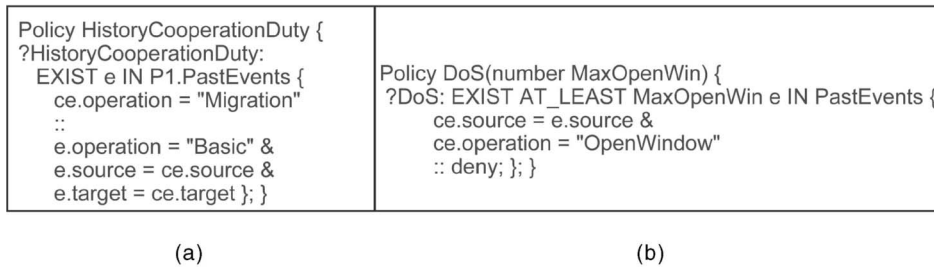 Policy HistoryCooperationDuty {
?HistoryCooperationDuty:
EXIST e IN P1.PastEvents {
ce.operation = "Migration"
::
e.operation = "Basic" &
e.source = ce.source &
e.target = ce.target }; }
Policy DoS(number MaxOpenWin) {
?DoS: EXIST AT_LEAST MaxOpenWin e IN PastEvents {
ce.source = e.source &
ce.operation = "OpenWindow"
:: deny; }; }
(a)
(b)